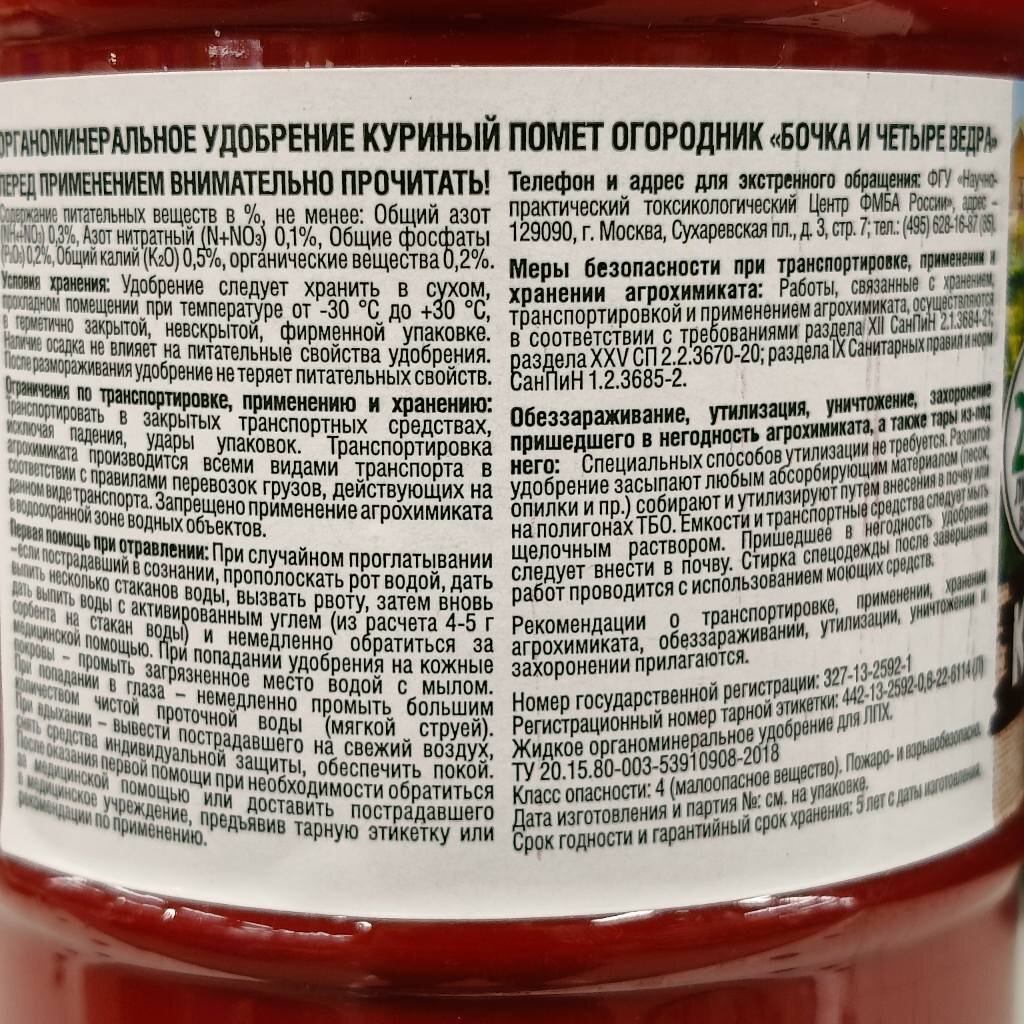 ОРГАНОМИНЕРАЛЬНОЕ УДОБРЕНИЕ КУРИНЫЙ ПОМЕТ ОГОРОДНИК «БОЧКА И ЧЕТЫРЕ ВЕДРА»
ПЕРЕД ПРИМЕНЕНИЕМ ВНИМАТЕЛЬНО ПРОЧИТАТЬ!
Содержание питательных веществ в %, не менее: Общий азот
(NH₄+NO₃) 0,3%, Азот нитратный (N+NO₃) 0,1%, Общие фосфаты
(P₂O₅) 0,2%, Общий калий (K₂O) 0,5%, органические вещества 0,2%.
Условия хранения: Удобрение следует хранить в сухом,
прохладном помещении при температуре от -30 °C до +30 °C,
в герметично закрытой, невскрытой, фирменной упаковке.
Наличие осадка не влияет на питательные свойства удобрения.
После размораживания удобрение не теряет питательных свойств.
Ограничения по транспортировке, применению и хранению:
Транспортировать в закрытых транспортных средствах,
исключая падения, удары упаковок. Транспортировка
агрохимиката производится всеми видами транспорта в
соответствии с правилами перевозок грузов, действующих на
данном виде транспорта. Запрещено применение агрохимиката
в водоохранной зоне водных объектов.
Первая помощь при отравлении: При случайном проглатывании
–если пострадавший в сознании, прополоскать рот водой, дать
выпить несколько стаканов воды, вызвать рвоту, затем вновь
дать выпить воды с активированным углем (из расчета 4-5 г
сорбента на стакан воды) и немедленно обратиться за
медицинской помощью. При попадании удобрения на кожные
покровы – промыть загрязненное место водой с мылом.
При попадании в глаза – немедленно промыть большим
количеством чистой проточной воды (мягкой струей).
При вдыхании – вывести пострадавшего на свежий воздух,
снять средства индивидуальной защиты, обеспечить покой.
После оказания первой помощи при необходимости обратиться
за медицинской помощью или доставить пострадавшего
в медицинское учреждение, предъявив тарную этикетку или
рекомендации по применению.
Телефон и адрес для экстренного обращения: ФГУ «Научно-
практический токсикологический Центр ФМБА России», адрес –
129090, г. Москва, Сухаревская пл., д. 3, стр. 7; тел.: (495) 628-16-87
Меры безопасности при транспортировке, применении и
хранении агрохимиката: Работы, связанные с хранением,
транспортировкой и применением агрохимиката, осуществляются
в соответствии с требованиями раздела XII СанПиН 2.1.3684-21;
раздела XXV СП 2.2.3670-20; раздела IX Санитарных правил и норм
СанПиН 1.2.3685-2.
Обеззараживание, утилизация, уничтожение, захоронение
пришедшего в негодность агрохимиката, а также тары из-под
него: Специальных способов утилизации не требуется. Разлитое
удобрение засыпают любым абсорбирующим материалом (песок,
опилки и пр.) собирают и утилизируют путем внесения в почву или
на полигонах ТБО. Емкости и транспортные средства следует мыть
щелочным раствором. Пришедшее в негодность удобрение
следует внести в почву. Стирка спецодежды после завершения
работ проводится с использованием моющих средств.
Рекомендации о транспортировке, применении, хранении
агрохимиката, обеззараживании, утилизации, уничтожении и
захоронении прилагаются.
Номер государственной регистрации: 327-13-2592-1
Регистрационный номер тарной этикетки: 442-13-2592-0,6-22-6114 (Л)
Жидкое органоминеральное удобрение для ЛПХ.
ТУ 20.15.80-003-53910908-2018
Класс опасности: 4 (малоопасное вещество). Пожаро- и взрывобезопасно.
Дата изготовления и партия №: см. на упаковке.
Срок годности и гарантийный срок хранения: 5 лет с даты изготовления.